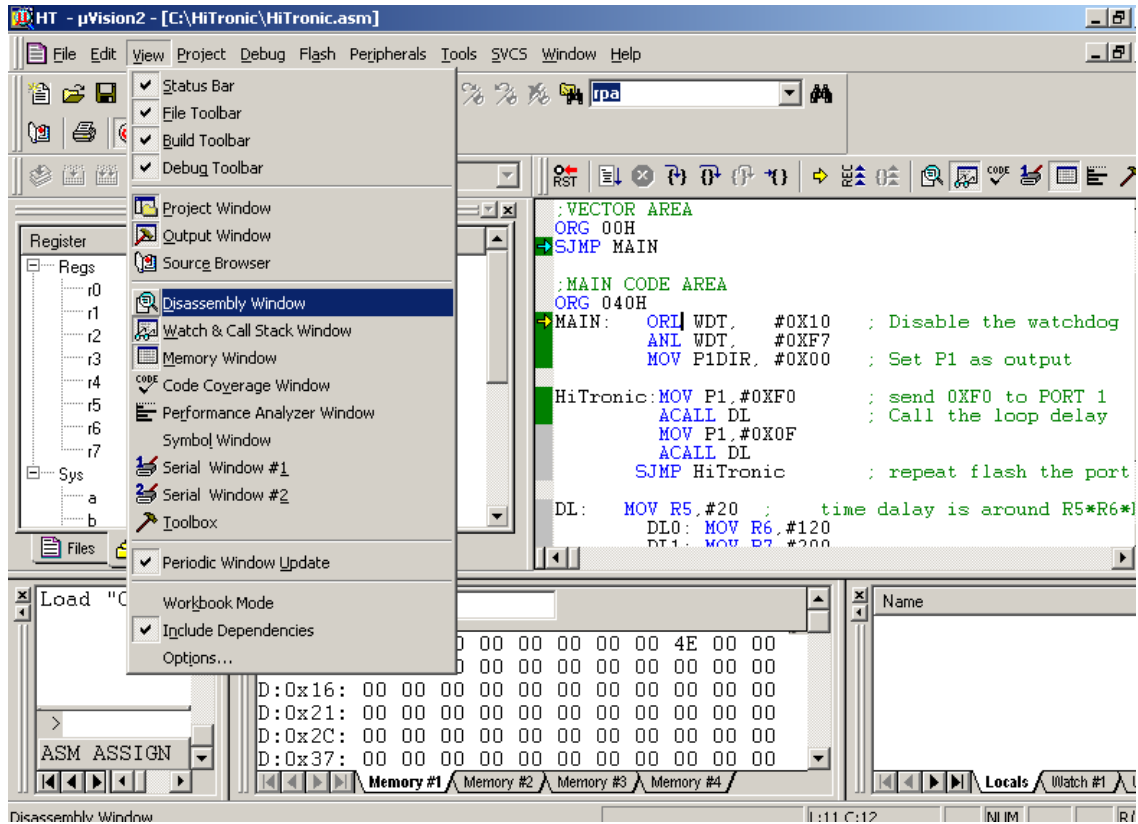 HT - µVision2 - [C:\HiTronic\HiTronic.asm]
File Edit View Project Debug Flash Peripherals Tools SVCS Window Help
Status Bar
File Toolbar
Build Toolbar
Debug Toolbar
Project Window
Output Window
Source Browser
Disassembly Window
Watch & Call Stack Window
Memory Window
CODE Code Coverage Window
Performance Analyzer Window
Symbol Window
Serial Window #1
Serial Window #2
Toolbox
Periodic Window Update
Workbook Mode
Include Dependencies
Options...
rpa
RST CODE
Register
Regs
r0
r1
r2
r3
r4
r5
r6
r7
Sys
a
b
Files
;VECTOR AREA
ORG 00H
SJMP MAIN
;MAIN CODE AREA
ORG 040H
MAIN: ORL WDT, #0X10 ; Disable the watchdog
ANL WDT, #0XF7
MOV P1DIR, #0X00 ; Set P1 as output
HiTronic:MOV P1,#0XF0 ; send 0XF0 to PORT 1
ACALL DL ; Call the loop delay
MOV P1,#0X0F
ACALL DL
SJMP HiTronic ; repeat flash the port
DL: MOV R5,#20 ; time dalay is around R5*R6*
DL0: MOV R6,#120
DL1: MOV R7,#200
Load "C
>
ASM ASSIGN
00 00 00 00 00 4E 00 00
00 00 00 00 00 00 00 00
D:0x16: 00 00 00 00 00 00 00 00 00 00 00
D:0x21: 00 00 00 00 00 00 00 00 00 00 00
D:0x2C: 00 00 00 00 00 00 00 00 00 00 00
D:0x37: 00 00 00 00 00 00 00 00 00 00 00
Memory #1 Memory #2 Memory #3 Memory #4
Name
Locals Watch #1
Disassembly Window L:11 C:12 NUM R/